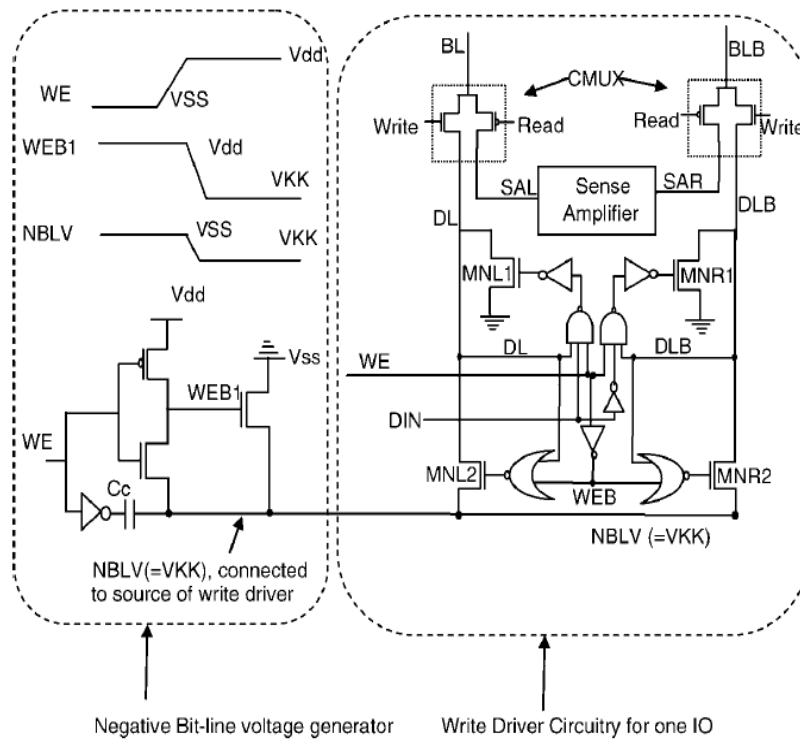 WE
VSS
Vdd
WEB1
Vdd
VKK
NBLV
VSS
VKK
Vdd
Vss
WEB1
WE
Cc
NBLV(=VKK), connected
to source of write driver
Negative Bit-line voltage generator
BL
BLB
CMUX
Write
Read
Read
Write
SAL
Sense
Amplifier
SAR
DL
DLB
MNL1
MNR1
DL
DLB
WE
DIN
MNL2
WEB
MNR2
NBLV (=VKK)
Write Driver Circuitry for one IO